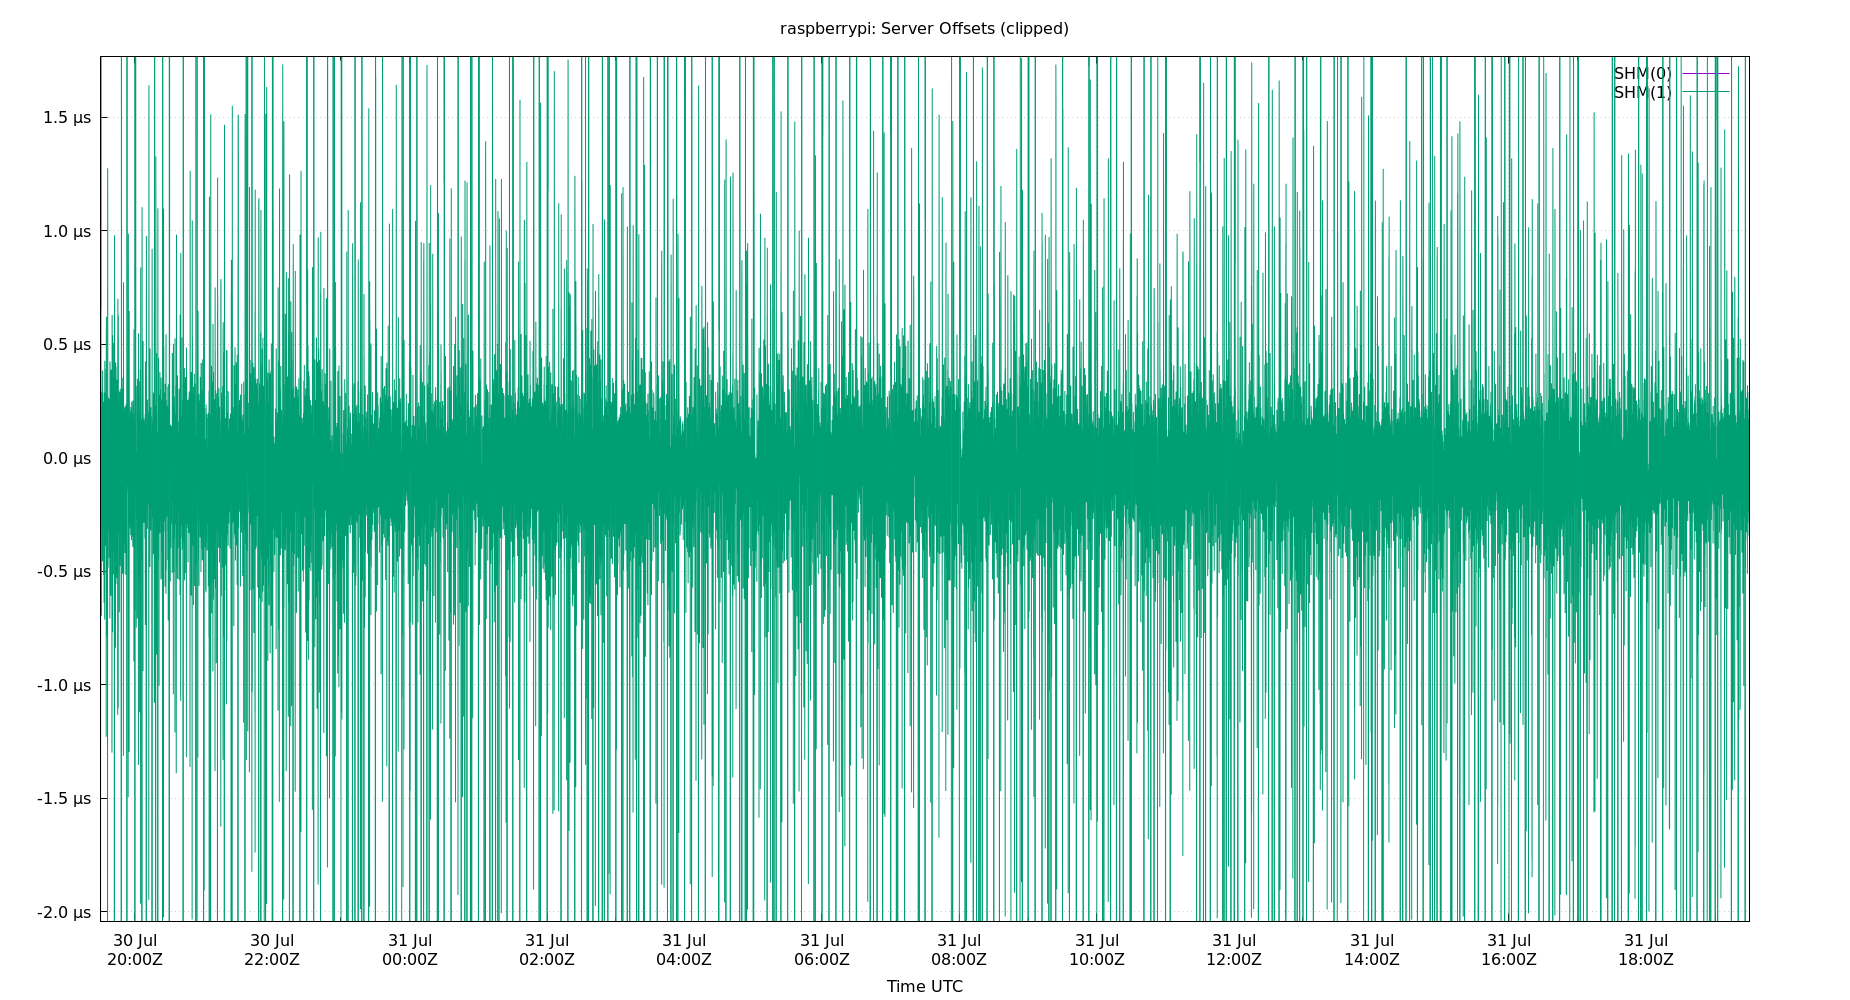 raspberrypi: Server Offsets (clipped)
SHM(0)
SHM(1)
1.5 µs
1.0 µs
0.5 µs
0.0 µs
-0.5 µs
-1.0 µs
-1.5 µs
-2.0 µs
30 Jul 30 Jul 31 Jul 31 Jul 31 Jul 31 Jul 31 Jul 31 Jul 31 Jul 31 Jul 31 Jul 31 Jul
20:00Z 22:00Z 00:00Z 02:00Z 04:00Z 06:00Z 08:00Z 10:00Z 12:00Z 14:00Z 16:00Z 18:00Z
Time UTC